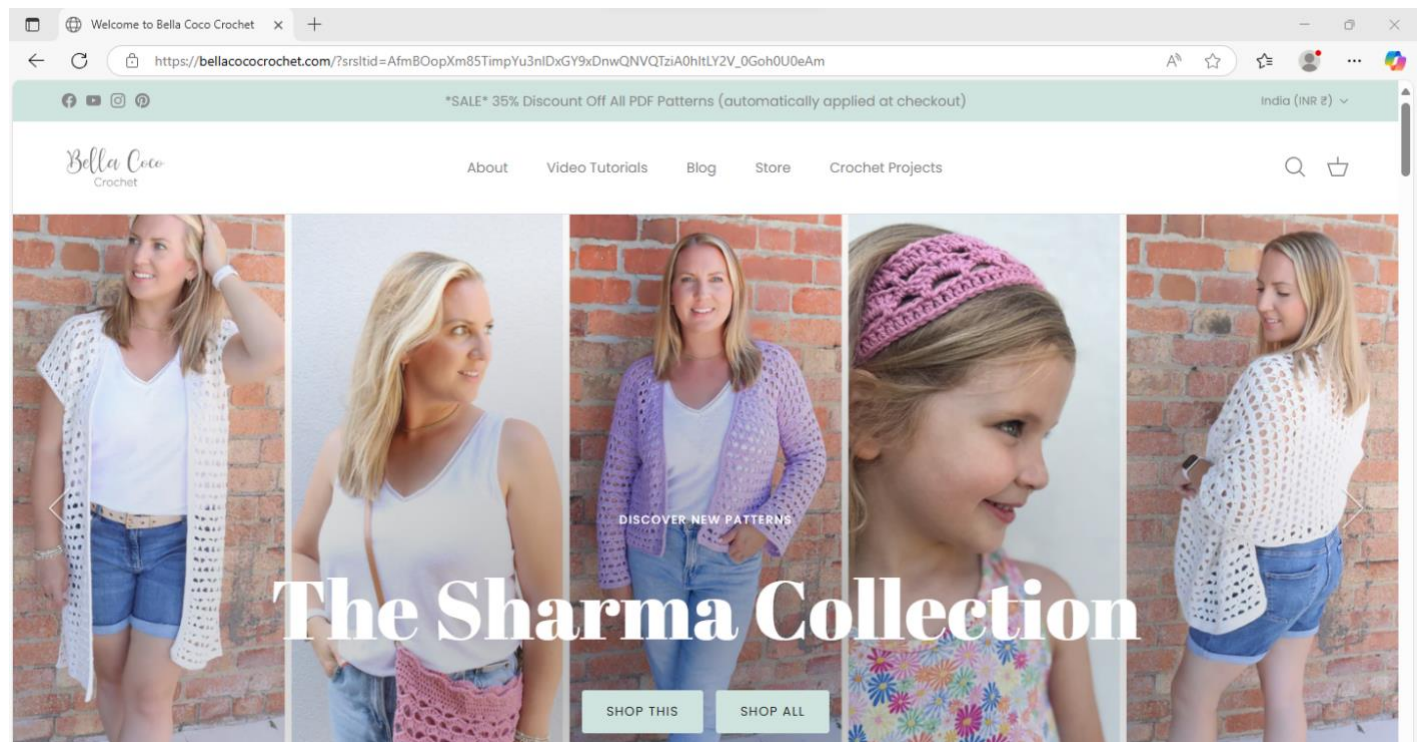 Welcome to Bella Coco Crochet
https://bellacococrochet.com/?srsltid=AfmBOopXm85TimpYu3nIDxGY9xDnwQNVQTziA0hItLY2V_0Goh0U0eAm
*SALE* 35% Discount Off All PDF Patterns (automatically applied at checkout)
India (INR ₹)
Bella Coco
Crochet
About Video Tutorials Blog Store Crochet Projects
DISCOVER NEW PATTERNS
The Sharma Collection
SHOP THIS SHOP ALL